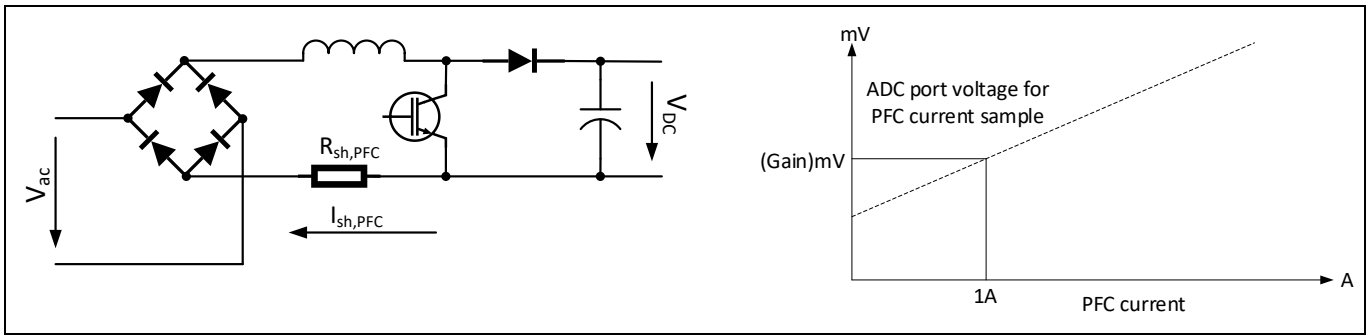 V_ac
R_sh,PFC
I_sh,PFC
V_DC
mV
ADC port voltage for
PFC current sample
(Gain)mV
1A
PFC current
A